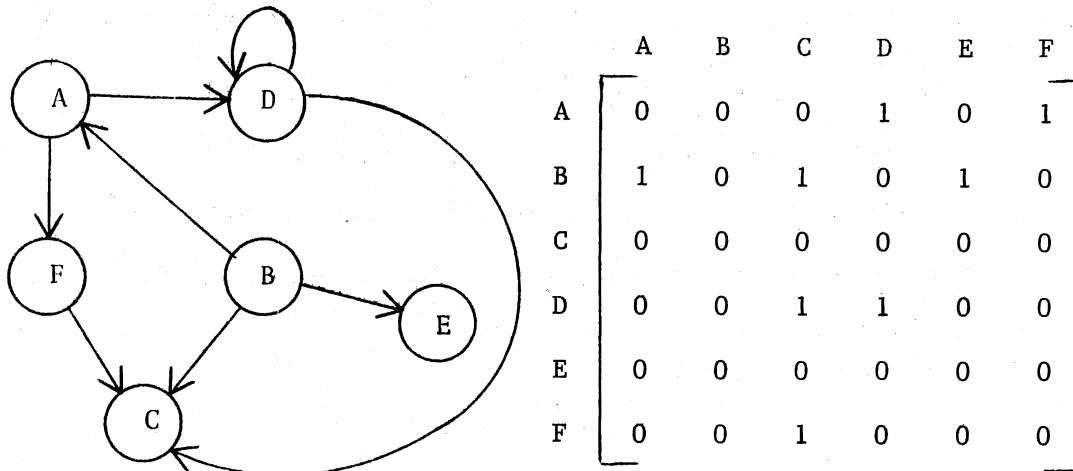 A
D
F
B
E
C
A B C D E F
A 0 0 0 1 0 1
B 1 0 1 0 1 0
C 0 0 0 0 0 0
D 0 0 1 1 0 0
E 0 0 0 0 0 0
F 0 0 1 0 0 0